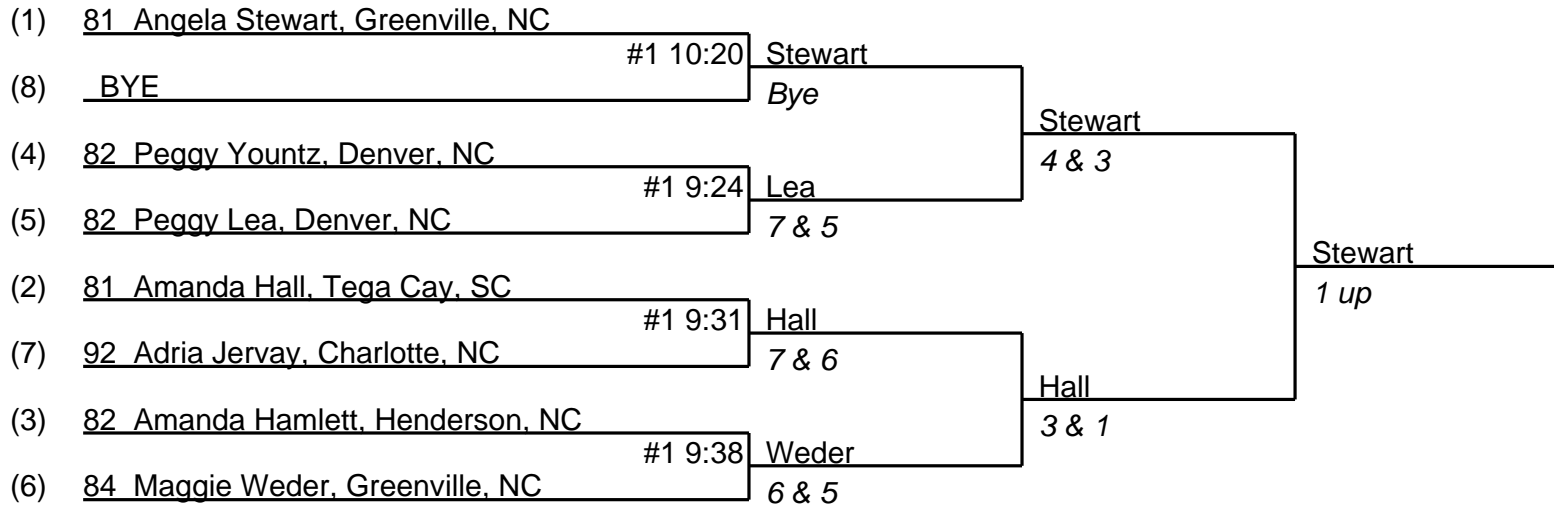 (1) 81 Angela Stewart, Greenville, NC
#1 10:20 Stewart
(8) BYE
Bye
Stewart
(4) 82 Peggy Yountz, Denver, NC
4 & 3
#1 9:24 Lea
(5) 82 Peggy Lea, Denver, NC
7 & 5
Stewart
(2) 81 Amanda Hall, Tega Cay, SC
1 up
#1 9:31 Hall
(7) 92 Adria Jervay, Charlotte, NC
7 & 6
Hall
(3) 82 Amanda Hamlett, Henderson, NC
3 & 1
#1 9:38 Weder
(6) 84 Maggie Weder, Greenville, NC
6 & 5